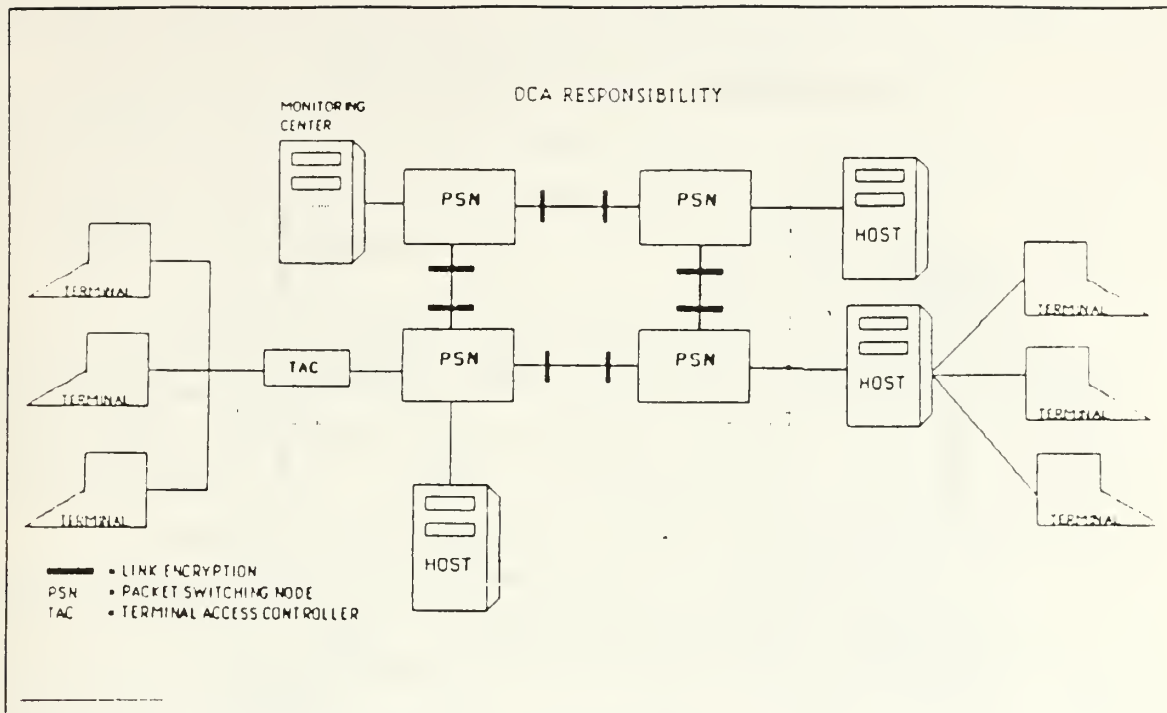 DCA RESPONSIBILITY
MONITORING
CENTER
PSN
PSN
HOST
TERMINAL
TERMINAL
TERMINAL
TAC
PSN
PSN
HOST
TERMINAL
TERMINAL
TERMINAL
HOST
▬ • LINK ENCRYPTION
PSN • PACKET SWITCHING NODE
TAC • TERMINAL ACCESS CONTROLLER